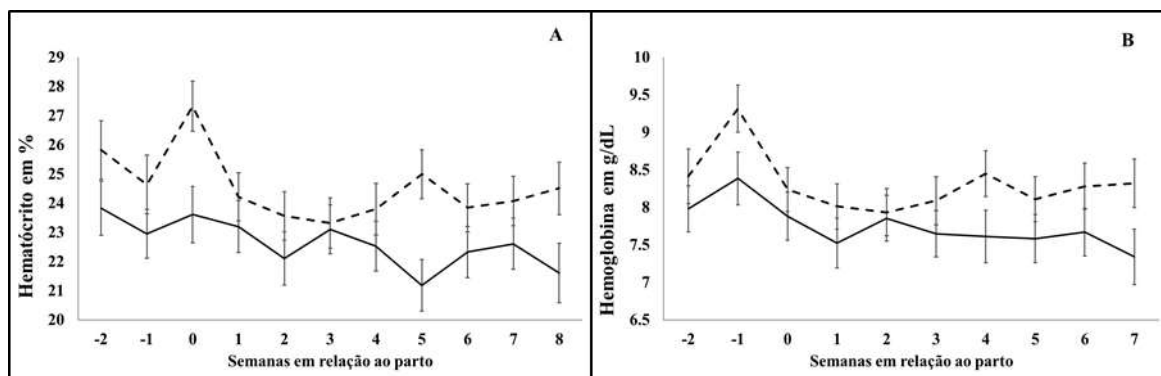 A
Hematócrito em %
29
28
27
26
25
24
23
22
21
20
-2 -1 0 1 2 3 4 5 6 7 8
Semanas em relação ao parto
B
Hemoglobina em g/dL
10
9.5
9
8.5
8
7.5
7
6.5
-2 -1 0 1 2 3 4 5 6 7
Semanas em relação ao parto